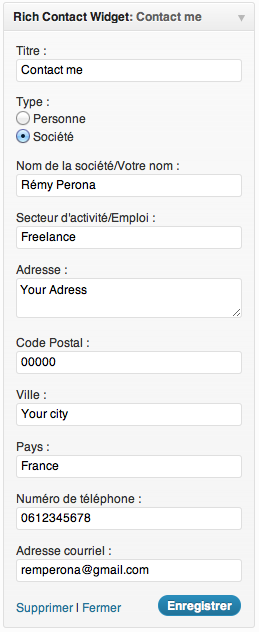 Rich Contact Widget: Contact me
Titre :
Contact me
Type :
Personne
Société
Nom de la société/Votre nom :
Rémy Perona
Secteur d'activité/Emploi :
Freelance
Adresse :
Your Adress
Code Postal :
00000
Ville :
Your city
Pays :
France
Numéro de téléphone :
0612345678
Adresse courriel :
remperona@gmail.com
Supprimer | Fermer
Enregistrer